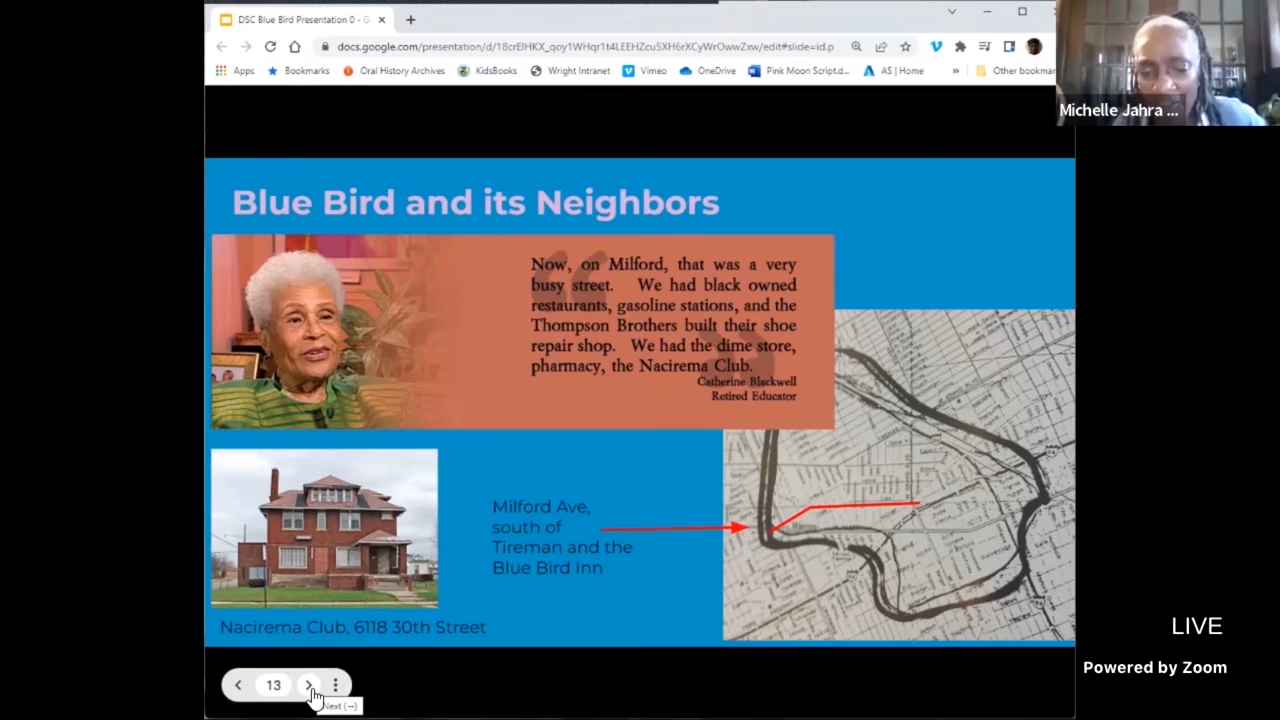 DSC Blue Bird Presentation 0 - G
docs.google.com/presentation/d/18crEIHKX_qoy1WHqr1t4LEEHZcu5XH6rXCyWrOwwZxw/edit#slide=id.p
Apps Bookmarks Oral History Archives KidsBooks Wright Intranet Vimeo OneDrive Pink Moon Script.d... AS | Home » Other bookmar
Michelle Jahra ...
Blue Bird and its Neighbors
Now, on Milford, that was a very
busy street. We had black owned
restaurants, gasoline stations, and the
Thompson Brothers built their shoe
repair shop. We had the dime store,
pharmacy, the Nacirema Club.
Catherine Blackwell
Retired Educator
Milford Ave,
south of
Tireman and the
Blue Bird Inn
Warren
Nacirema Club, 6118 30th Street
13
Next (→)
LIVE
Powered by Zoom